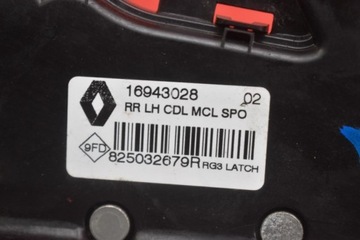 16943028 02
RR LH CDL MCL SPO
9FD
825032679R RG3 LATCH